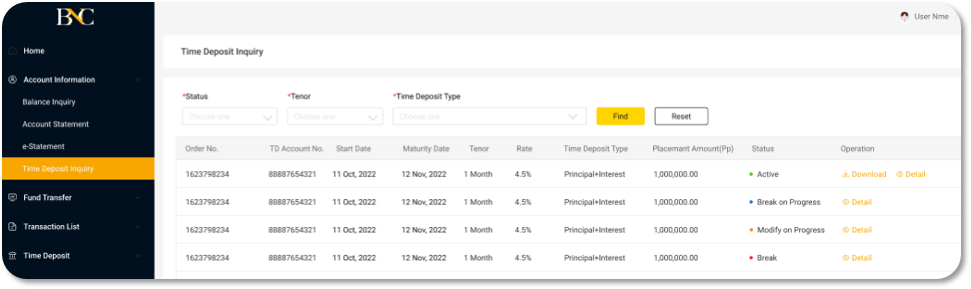 BNC
User Nme
Home
Account Information
Balance Inquiry
Account Statement
e-Statement
Time Deposit Inquiry
Fund Transfer
Transaction List
Time Deposit
Time Deposit Inquiry
*Status *Tenor *Time Deposit Type
Choose one Choose one Choose one Find Reset
Order No. TD Account No. Start Date Maturity Date Tenor Rate Time Deposit Type Placemant Amount(Pp) Status Operation
1623798234 88887654321 11 Oct, 2022 12 Nov, 2022 1 Month 4.5% Principal+Interest 1,000,000.00 Active Download Detail
1623798234 88887654321 11 Oct, 2022 12 Nov, 2022 1 Month 4.5% Principal+Interest 1,000,000.00 Break on Progress Detail
1623798234 88887654321 11 Oct, 2022 12 Nov, 2022 1 Month 4.5% Principal+Interest 1,000,000.00 Modify on Progress Detail
1623798234 88887654321 11 Oct, 2022 12 Nov, 2022 1 Month 4.5% Principal+Interest 1,000,000.00 Break Detail